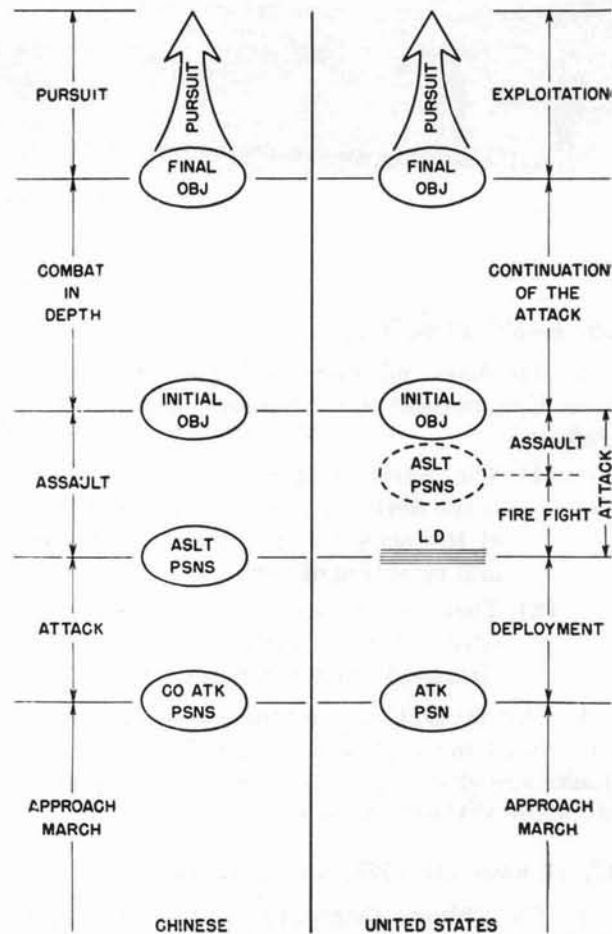 PURSUIT
PURSUIT
PURSUIT
EXPLOITATION
FINAL
OBJ
FINAL
OBJ
COMBAT
IN
DEPTH
CONTINUATION
OF THE
ATTACK
INITIAL
OBJ
INITIAL
OBJ
ASSAULT
ASLT
PSNS
ASSAULT
FIRE FIGHT
ATTACK
LD
ASLT
PSNS
ATTACK
DEPLOYMENT
CO ATK
PSNS
ATK
PSN
APPROACH
MARCH
APPROACH
MARCH
CHINESE
UNITED STATES